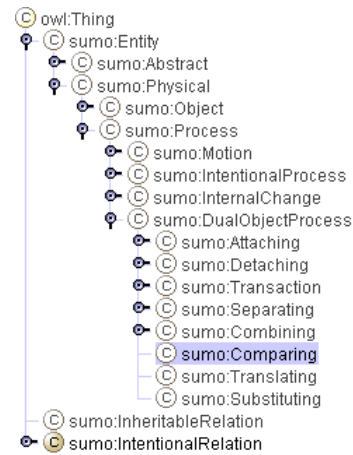 owl:Thing
sumo:Entity
sumo:Abstract
sumo:Physical
sumo:Object
sumo:Process
sumo:Motion
sumo:IntentionalProcess
sumo:InternalChange
sumo:DualObjectProcess
sumo:Attaching
sumo:Detaching
sumo:Transaction
sumo:Separating
sumo:Combining
sumo:Comparing
sumo:Translating
sumo:Substituting
sumo:InheritableRelation
sumo:IntentionalRelation